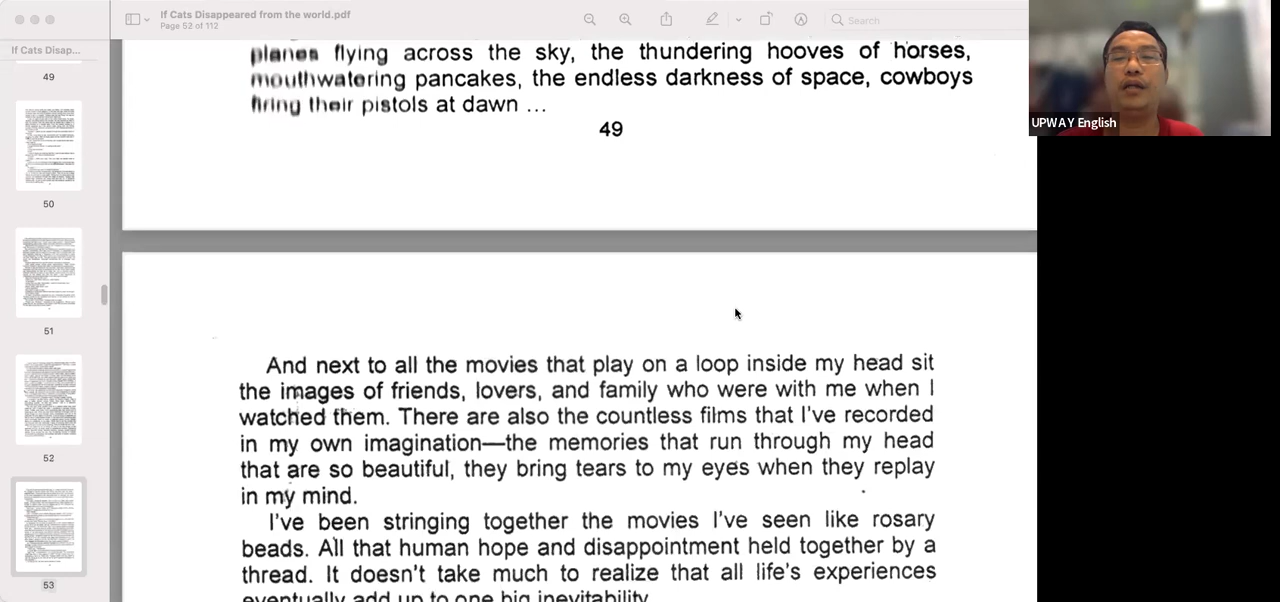 If Cats Disappeared from the world.pdf
Page 52 of 112
Search
If Cats Disap...
49
50
51
52
53
planes flying across the sky, the thundering hooves of horses,
mouthwatering pancakes, the endless darkness of space, cowboys
firing their pistols at dawn ...
49
And next to all the movies that play on a loop inside my head sit
the images of friends, lovers, and family who were with me when I
watched them. There are also the countless films that I've recorded
in my own imagination—the memories that run through my head
that are so beautiful, they bring tears to my eyes when they replay
in my mind.
I've been stringing together the movies I've seen like rosary
beads. All that human hope and disappointment held together by a
thread. It doesn't take much to realize that all life's experiences
eventually add up to one big inevitability.
UPWAY English